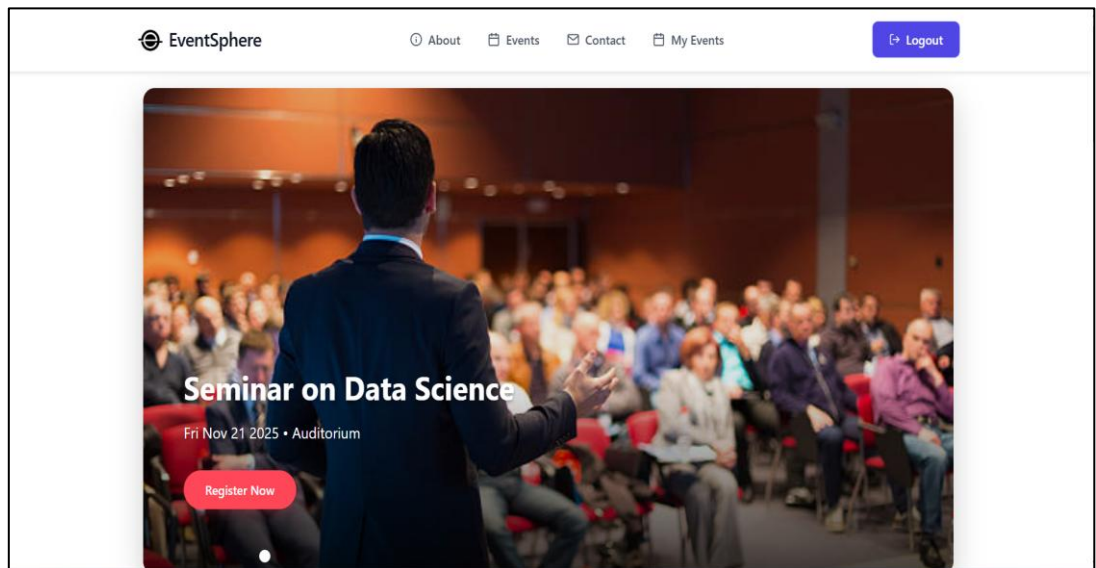 EventSphere
About
Events
Contact
My Events
Logout
Seminar on Data Science
Fri Nov 21 2025 • Auditorium
Register Now